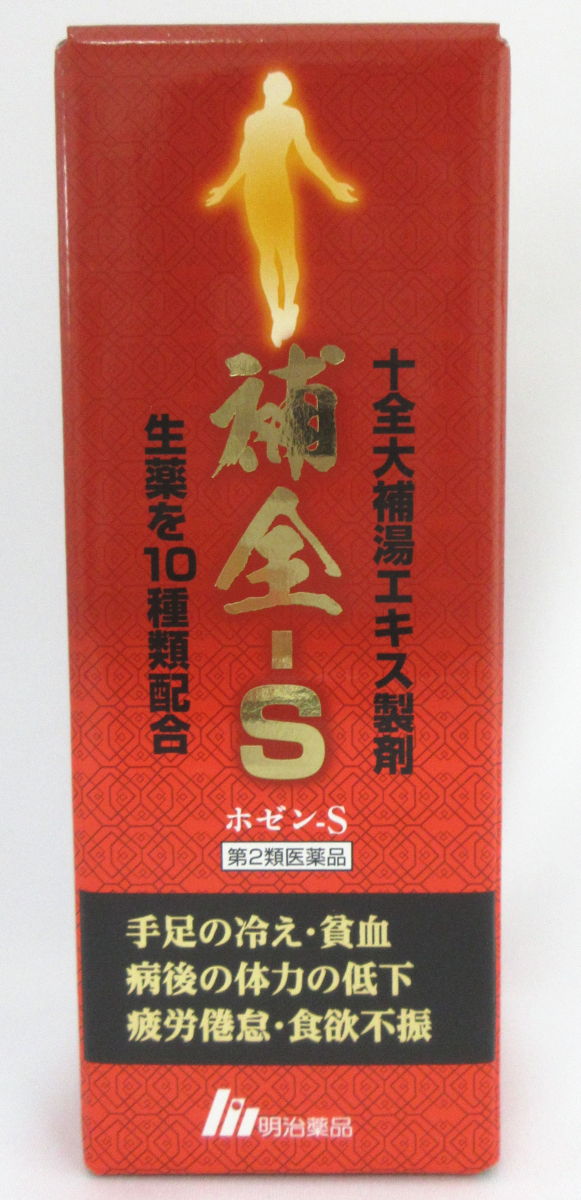 十全大補湯エキス製剤
補全-S
生薬を10種類配合
ホゼン-S
第2類医薬品
手足の冷え・貧血
病後の体力の低下
疲労倦怠・食欲不振
明治薬品